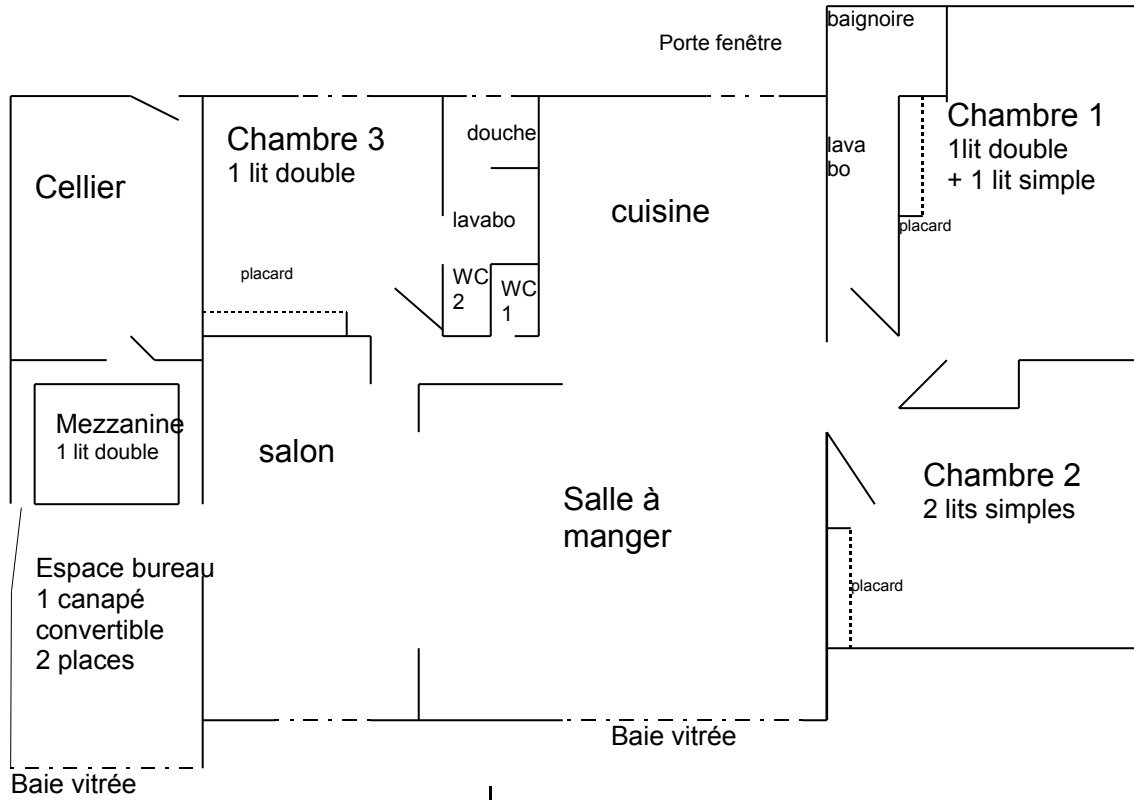 baignoire
Porte fenêtre
Chambre 3
1 lit double
douche
Chambre 1
1lit double
+ 1 lit simple
lava
bo
Cellier
lavabo
cuisine
placard
placard
WC
2
WC
1
Mezzanine
1 lit double
salon
Salle à
manger
Chambre 2
2 lits simples
Espace bureau
1 canapé
convertible
2 places
placard
Baie vitrée
Baie vitrée